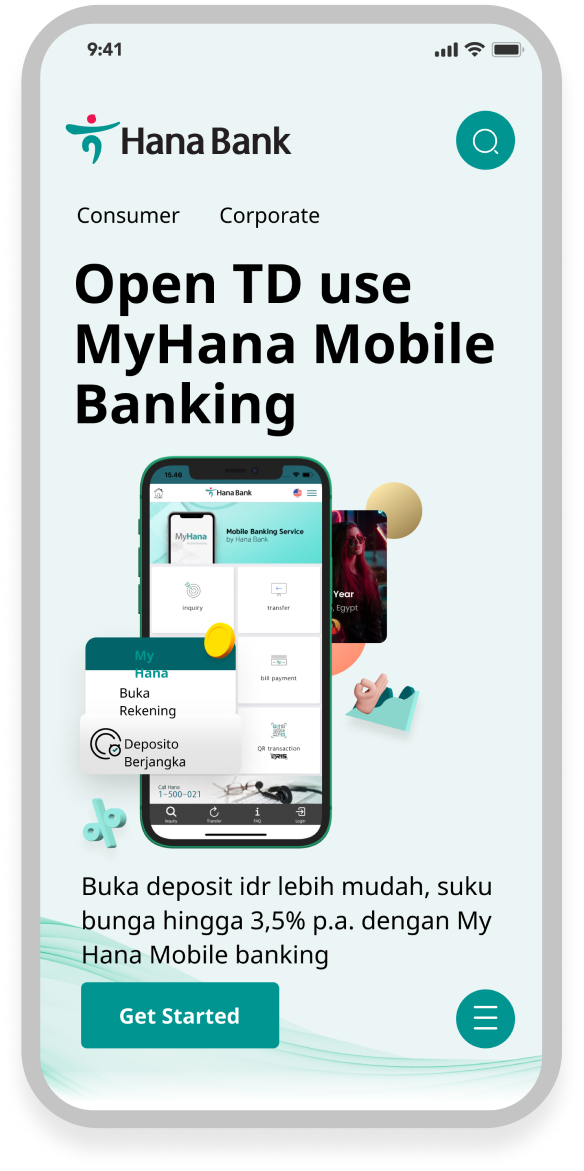 9:41
Hana Bank
Consumer Corporate
Open TD use
MyHana Mobile
Banking
15.46
Hana Bank
MyHana
Mobile Banking Service
by Hana Bank
Year
, Egypt
inquiry transfer
My
Hana
Buka
Rekening
bill payment
Deposito
Berjangka
QR transaction
QRIS
Call Hana
1-500-021
Inquiry Transfer FAQ Login
Buka deposit idr lebih mudah, suku
bunga hingga 3,5% p.a. dengan My
Hana Mobile banking
Get Started